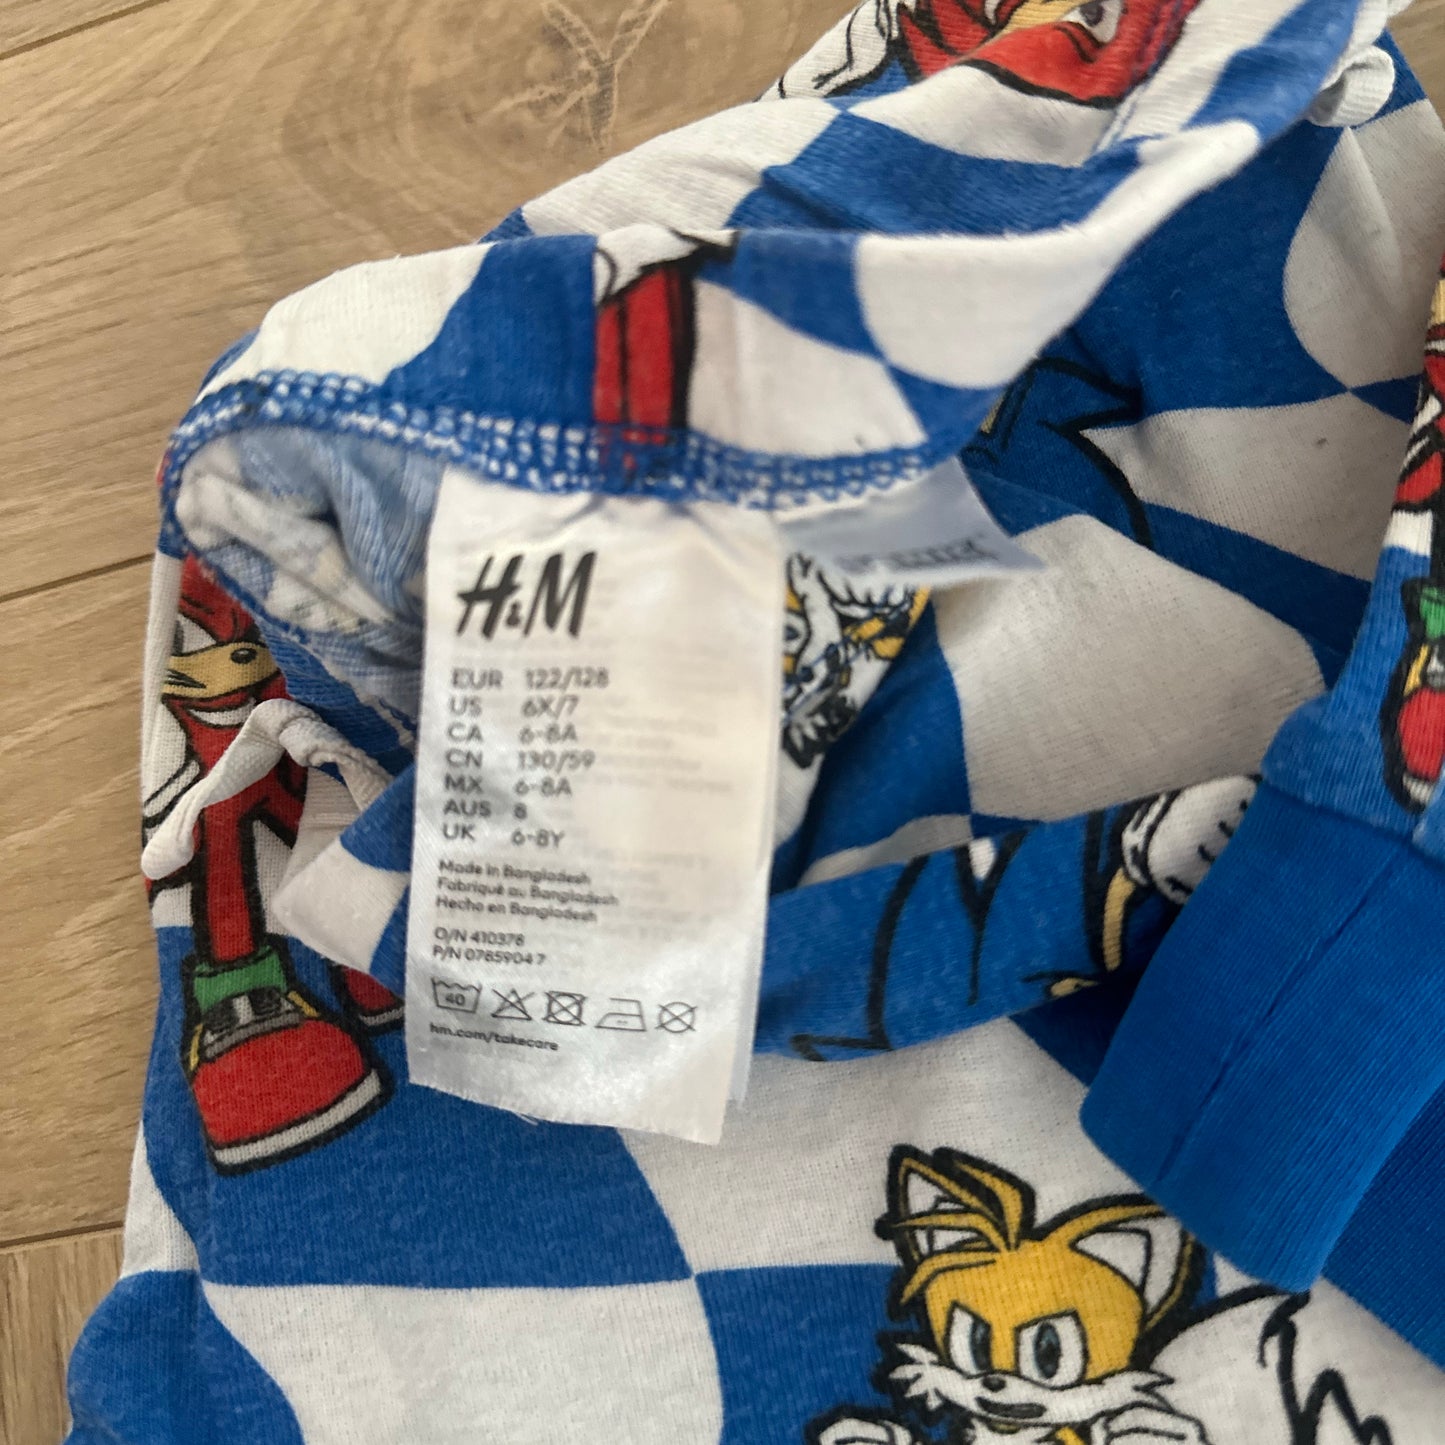 H&M
EUR 122/128
US 6X/7
CA 6-8A
CN 130/59
MX 6-8A
AUS 8
UK 6-8Y
Made in Bangladesh
Fabriqué au Bangladesh
Hecho en Bangladesh
O/N 410378
P/N 0785904 7
40
hm.com/takecare